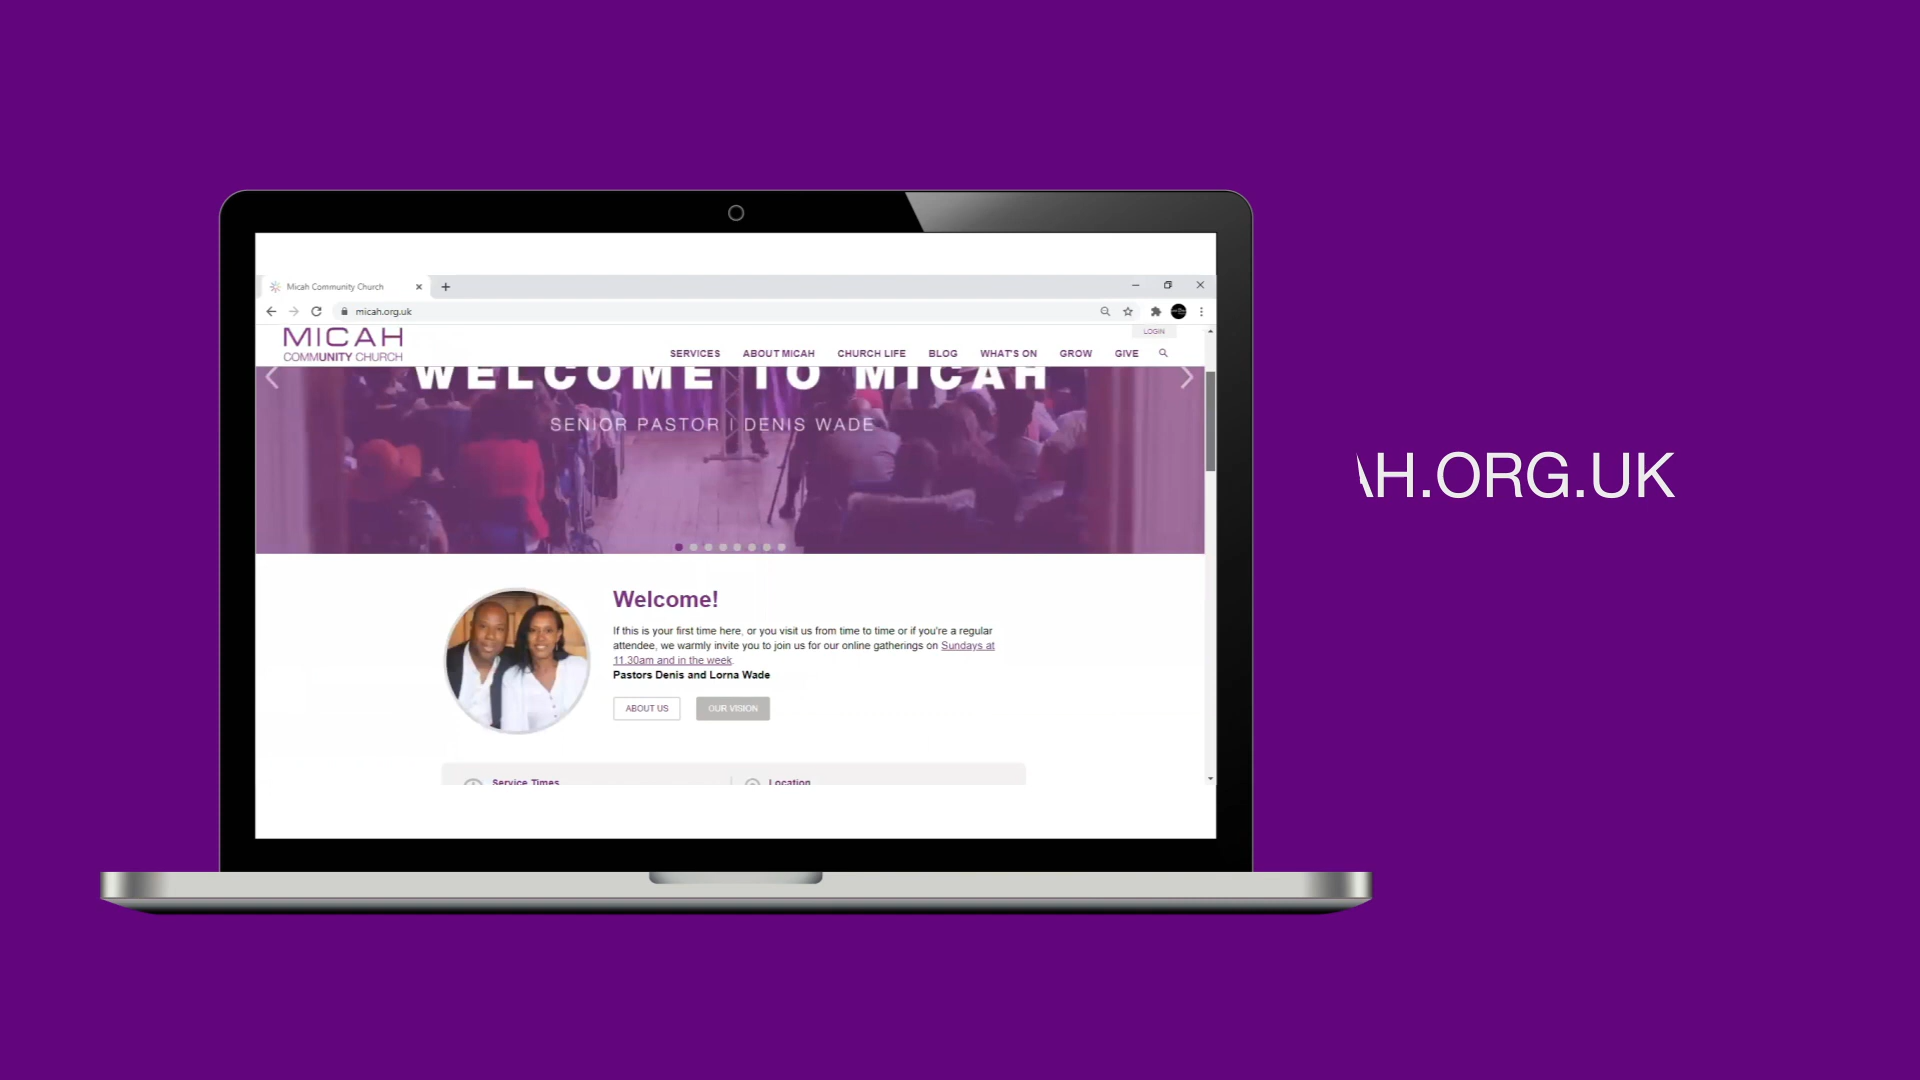 Micah Community Church
micah.org.uk
LOGIN
MICAH
COMMUNITY CHURCH
SERVICES ABOUT MICAH CHURCH LIFE BLOG WHAT'S ON GROW GIVE
WELCOME TO MICAH
SENIOR PASTOR | DENIS WADE
Welcome!
If this is your first time here, or you visit us from time to time or if you're a regular
attendee, we warmly invite you to join us for our online gatherings on Sundays at
11.30am and in the week.
Pastors Denis and Lorna Wade
ABOUT US OUR VISION
Service Times Location
AH.ORG.UK